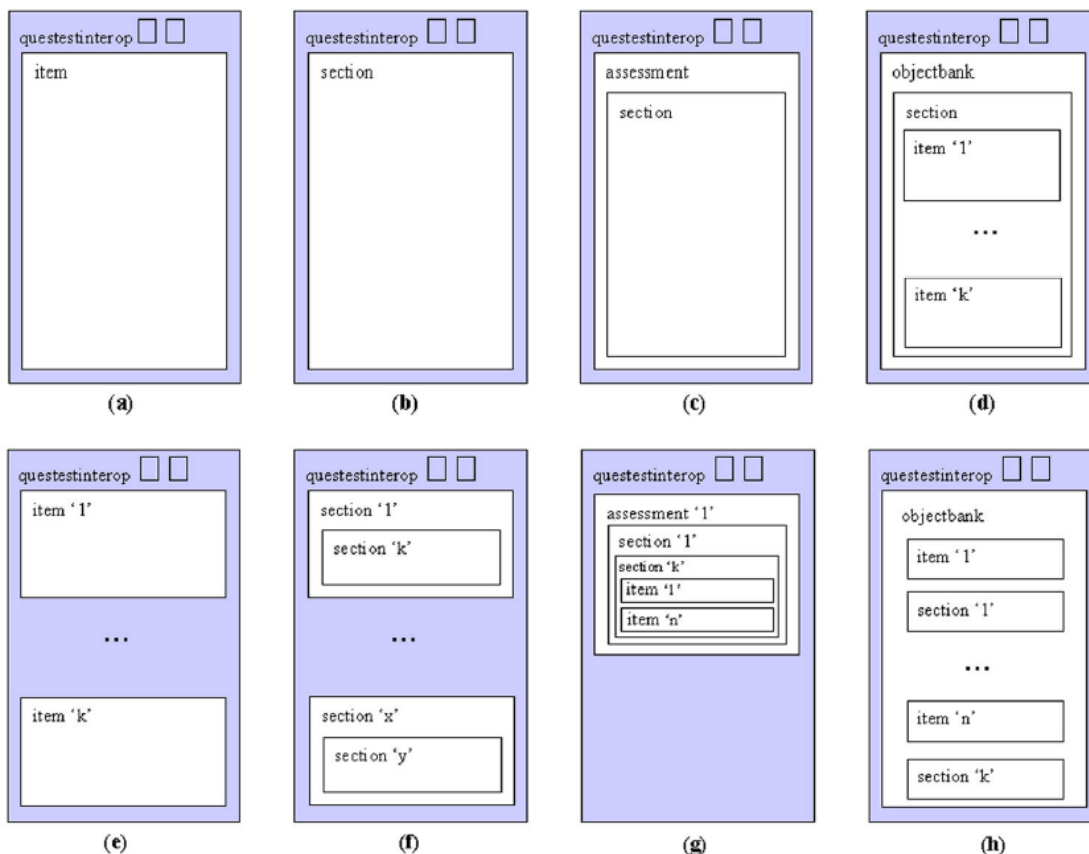 questestinterop
item
(a)
questestinterop
section
(b)
questestinterop
assessment
section
(c)
questestinterop
objectbank
section
item ‘1’
...
item ‘k’
(d)
questestinterop
item ‘1’
...
item ‘k’
(e)
questestinterop
section ‘1’
section ‘k’
...
section ‘x’
section ‘y’
(f)
questestinterop
assessment ‘1’
section ‘1’
section ‘k’
item ‘1’
item ‘n’
(g)
questestinterop
objectbank
item ‘1’
section ‘1’
...
item ‘n’
section ‘k’
(h)